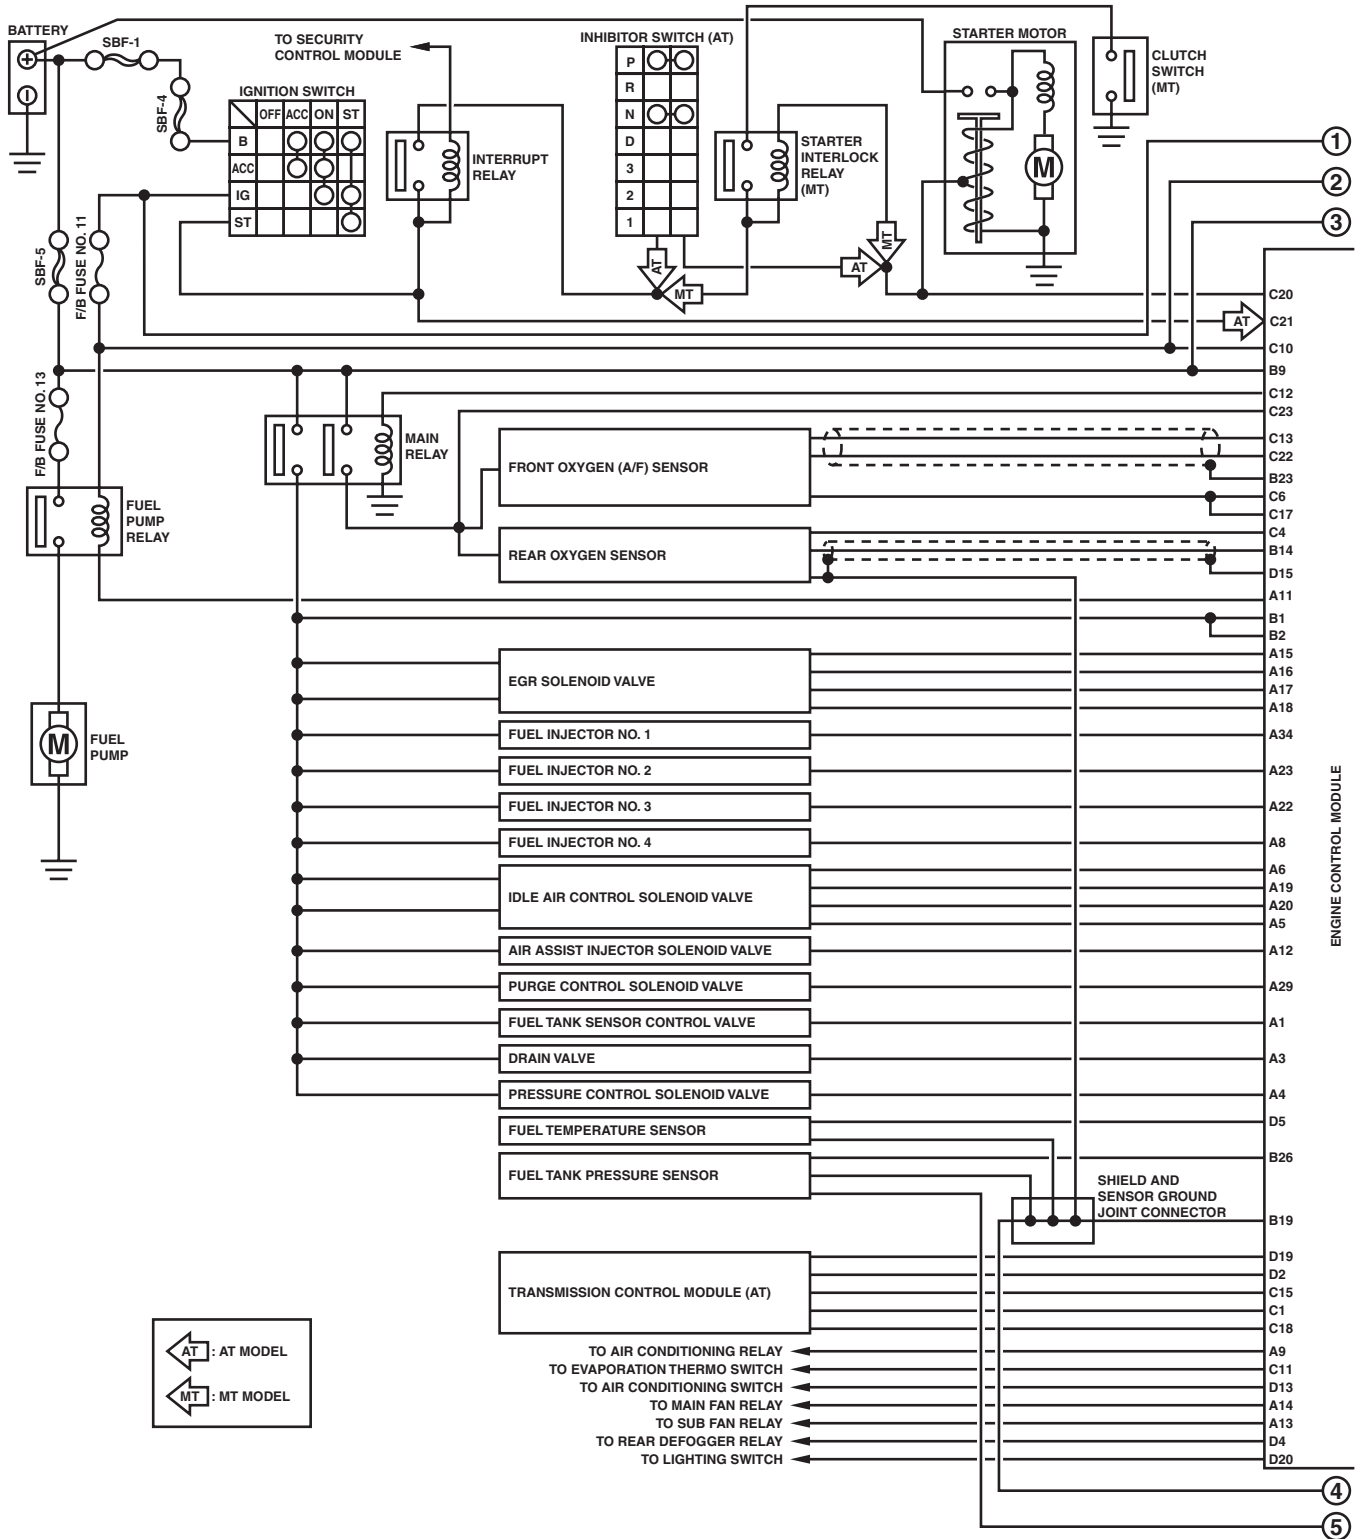 BATTERY
SBF-1
SBF-4
TO SECURITY
CONTROL MODULE
IGNITION SWITCH
OFF ACC ON ST
B
ACC
IG
ST
INTERRUPT
RELAY
INHIBITOR SWITCH (AT)
P
R
N
D
3
2
1
STARTER
INTERLOCK
RELAY
(MT)
STARTER MOTOR
M
CLUTCH
SWITCH
(MT)
1
2
3
AT
MT
AT
MT
AT
SBF-5
F/B FUSE NO. 11
F/B FUSE NO. 13
FUEL
PUMP
RELAY
M
FUEL
PUMP
MAIN
RELAY
FRONT OXYGEN (A/F) SENSOR
REAR OXYGEN SENSOR
EGR SOLENOID VALVE
FUEL INJECTOR NO. 1
FUEL INJECTOR NO. 2
FUEL INJECTOR NO. 3
FUEL INJECTOR NO. 4
IDLE AIR CONTROL SOLENOID VALVE
AIR ASSIST INJECTOR SOLENOID VALVE
PURGE CONTROL SOLENOID VALVE
FUEL TANK SENSOR CONTROL VALVE
DRAIN VALVE
PRESSURE CONTROL SOLENOID VALVE
FUEL TEMPERATURE SENSOR
FUEL TANK PRESSURE SENSOR
SHIELD AND
SENSOR GROUND
JOINT CONNECTOR
TRANSMISSION CONTROL MODULE (AT)
TO AIR CONDITIONING RELAY
TO EVAPORATION THERMO SWITCH
TO AIR CONDITIONING SWITCH
TO MAIN FAN RELAY
TO SUB FAN RELAY
TO REAR DEFOGGER RELAY
TO LIGHTING SWITCH
C20
C21
C10
B9
C12
C23
C13
C22
B23
C6
C17
C4
B14
D15
A11
B1
B2
A15
A16
A17
A18
A34
A23
A22
A8
A6
A19
A20
A5
A12
A29
A1
A3
A4
D5
B26
B19
D19
D2
C15
C1
C18
A9
C11
D13
A14
A13
D4
D20
ENGINE CONTROL MODULE
4
5
AT : AT MODEL
MT : MT MODEL